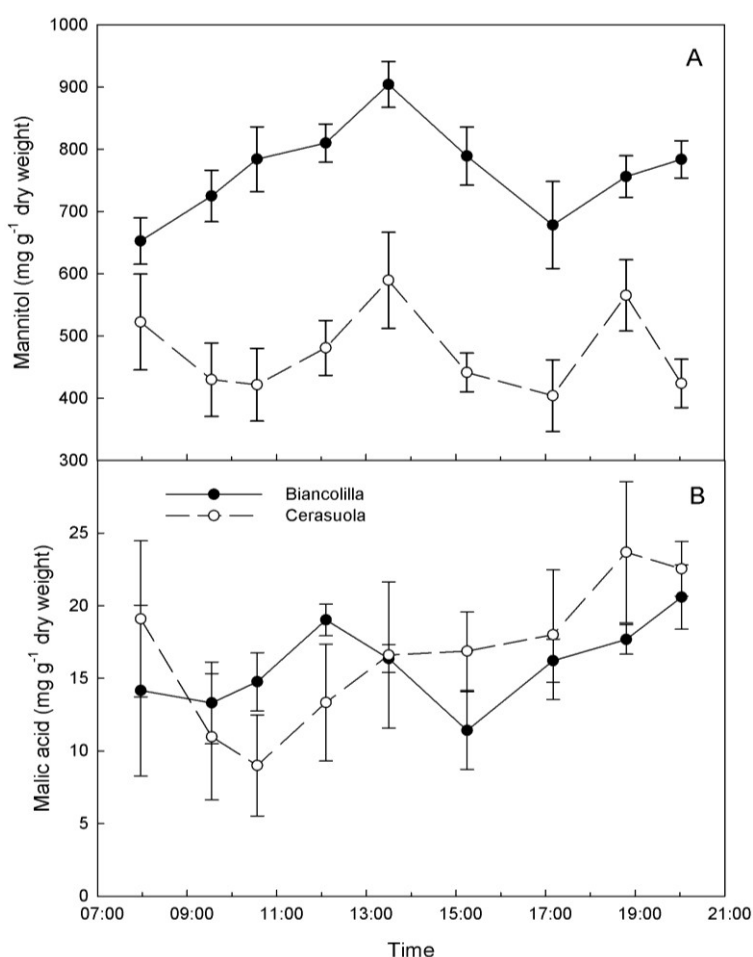 1000
A
900
800
700
600
500
400
300
Mannitol (mg g⁻¹ dry weight)
B
Biancolilla
Cerasuola
25
20
15
10
5
0
Malic acid (mg g⁻¹ dry weight)
07:00 09:00 11:00 13:00 15:00 17:00 19:00 21:00
Time